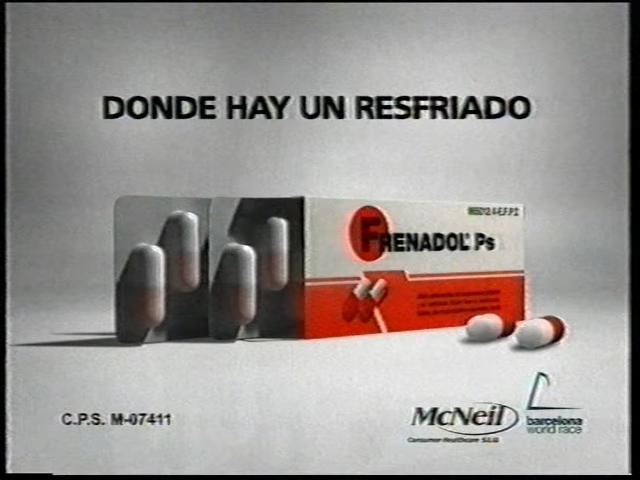 DONDE HAY UN RESFRIADO
FRENADOL® Ps
C.P.S. M-07411
McNeil
Consumer Healthcare S.L.U.
barcelona
world race